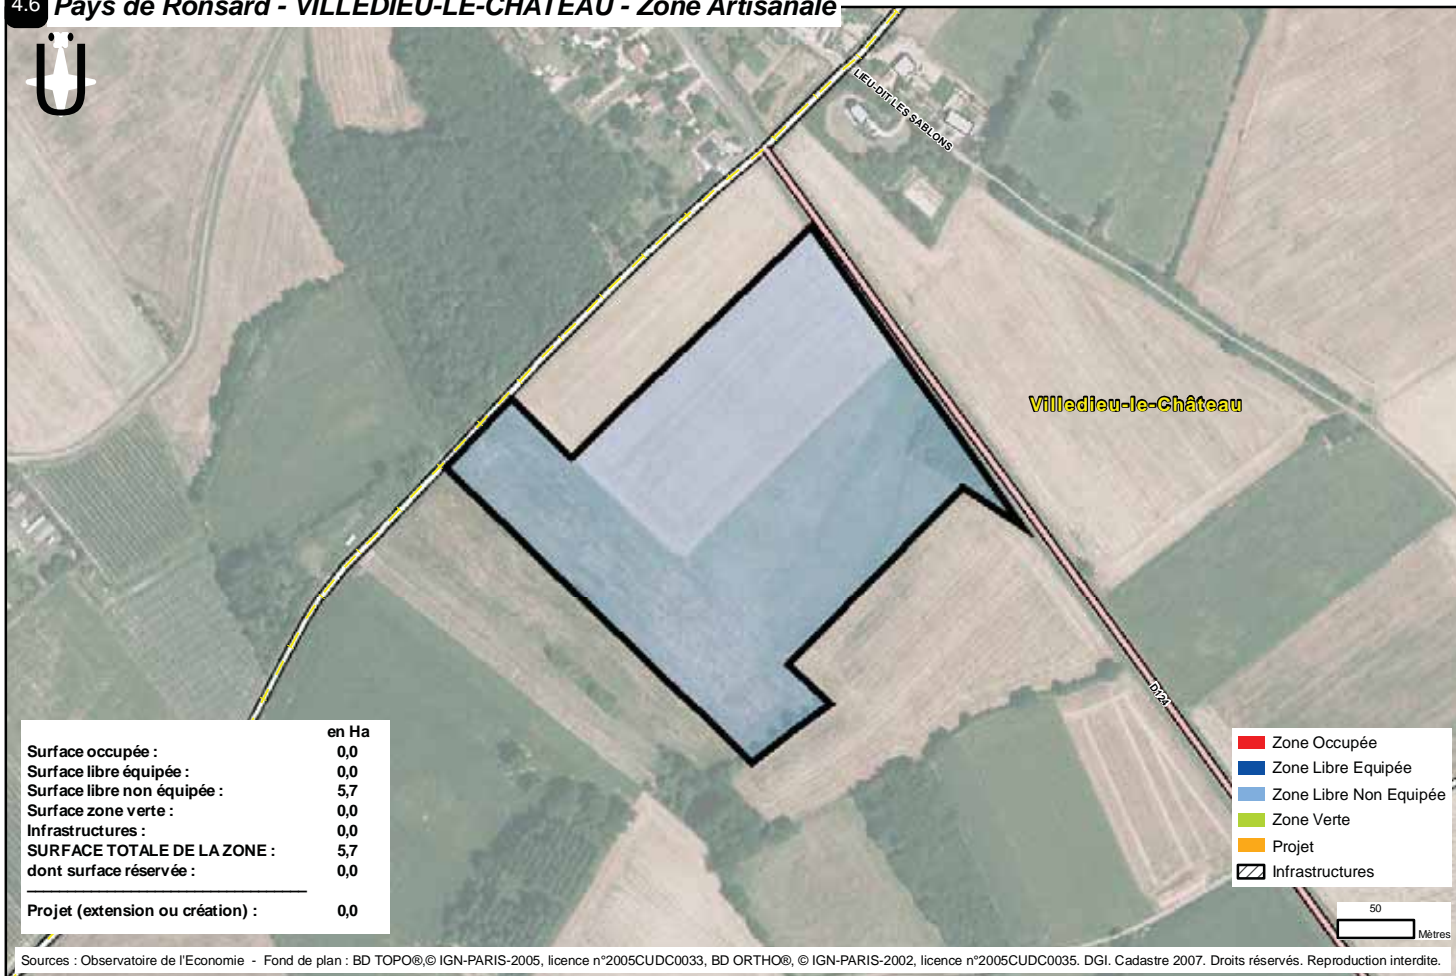 4.6 Pays de Ronsard - VILLEDIEU-LE-CHATEAU - Zone Artisanale
Ü
LIEU-DIT LES SABLONS
Villedieu-le-Château
D124
en Ha
Surface occupée : 0,0
Surface libre équipée : 0,0
Surface libre non équipée : 5,7
Surface zone verte : 0,0
Infrastructures : 0,0
SURFACE TOTALE DE LA ZONE : 5,7
dont surface réservée : 0,0
Projet (extension ou création) : 0,0
Zone Occupée
Zone Libre Equipée
Zone Libre Non Equipée
Zone Verte
Projet
Infrastructures
50
Mètres
Sources : Observatoire de l'Economie - Fond de plan : BD TOPO®,© IGN-PARIS-2005, licence n°2005CUDC0033, BD ORTHO®, © IGN-PARIS-2002, licence n°2005CUDC0035. DGI. Cadastre 2007. Droits réservés. Reproduction interdite.